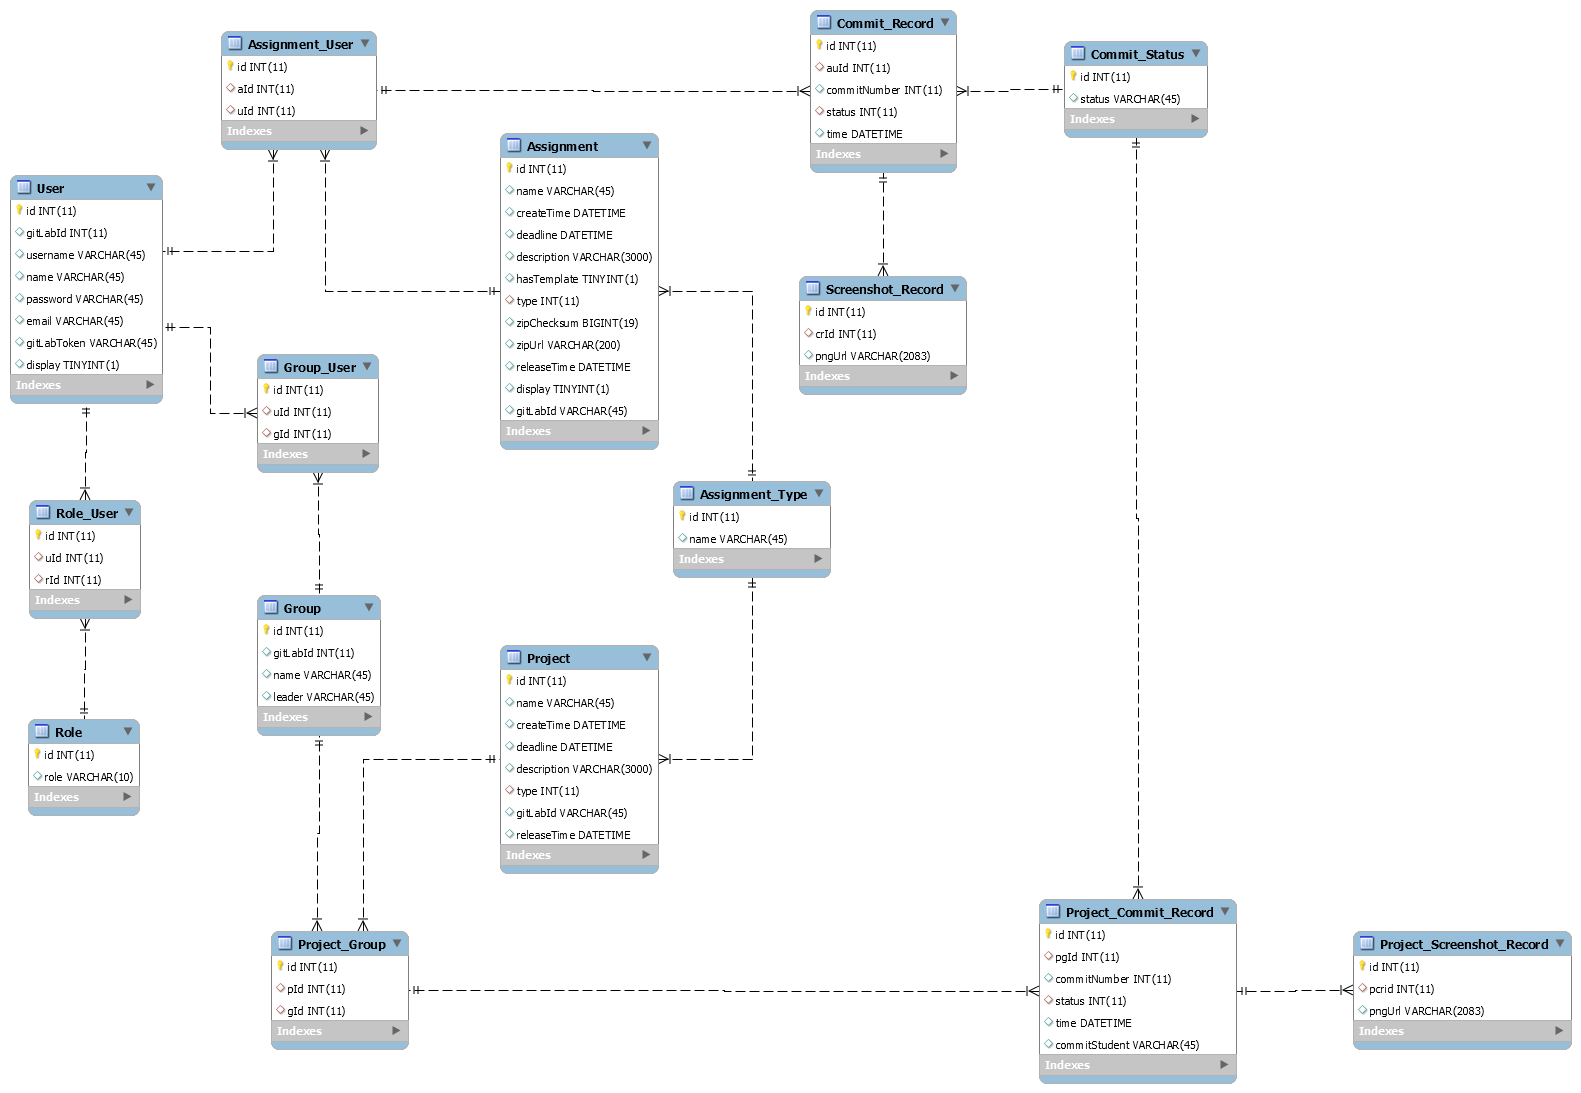 Assignment_User
id INT(11)
aId INT(11)
uId INT(11)
Indexes
Commit_Record
id INT(11)
auId INT(11)
commitNumber INT(11)
status INT(11)
time DATETIME
Indexes
Commit_Status
id INT(11)
status VARCHAR(45)
Indexes
User
id INT(11)
gitLabId INT(11)
username VARCHAR(45)
name VARCHAR(45)
password VARCHAR(45)
email VARCHAR(45)
gitLabToken VARCHAR(45)
display TINYINT(1)
Indexes
Assignment
id INT(11)
name VARCHAR(45)
createTime DATETIME
deadline DATETIME
description VARCHAR(3000)
hasTemplate TINYINT(1)
type INT(11)
zipChecksum BIGINT(19)
zipUrl VARCHAR(200)
releaseTime DATETIME
display TINYINT(1)
gitLabId VARCHAR(45)
Indexes
Screenshot_Record
id INT(11)
crId INT(11)
pngUrl VARCHAR(2083)
Indexes
Group_User
id INT(11)
uId INT(11)
gId INT(11)
Indexes
Role_User
id INT(11)
uId INT(11)
rId INT(11)
Indexes
Assignment_Type
id INT(11)
name VARCHAR(45)
Indexes
Group
id INT(11)
gitLabId INT(11)
name VARCHAR(45)
leader VARCHAR(45)
Indexes
Project
id INT(11)
name VARCHAR(45)
createTime DATETIME
deadline DATETIME
description VARCHAR(3000)
type INT(11)
gitLabId VARCHAR(45)
releaseTime DATETIME
Indexes
Role
id INT(11)
role VARCHAR(10)
Indexes
Project_Group
id INT(11)
pId INT(11)
gId INT(11)
Indexes
Project_Commit_Record
id INT(11)
pgId INT(11)
commitNumber INT(11)
status INT(11)
time DATETIME
commitStudent VARCHAR(45)
Indexes
Project_Screenshot_Record
id INT(11)
pcrid INT(11)
pngUrl VARCHAR(2083)
Indexes